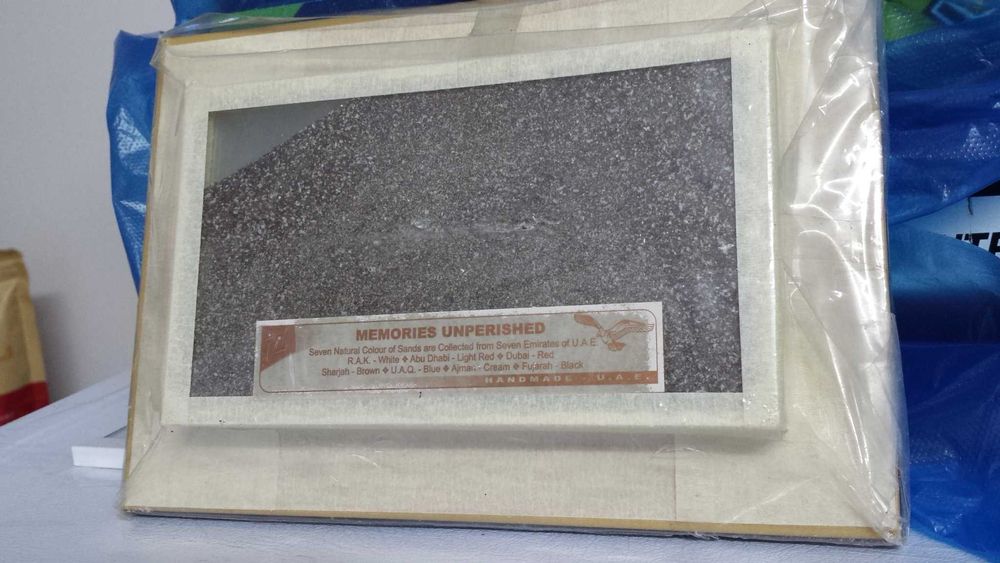 MEMORIES UNPERISHED
Seven Natural Colour of Sands are Collected from Seven Emirates of U.A.E.
R.A.K. - White ❖ Abu Dhabi - Light Red ❖ Dubai - Red
Sharjah - Brown ❖ U.A.Q. - Blue ❖ Ajman - Cream ❖ Fujarah - Black
HANDMADE - U.A.E.